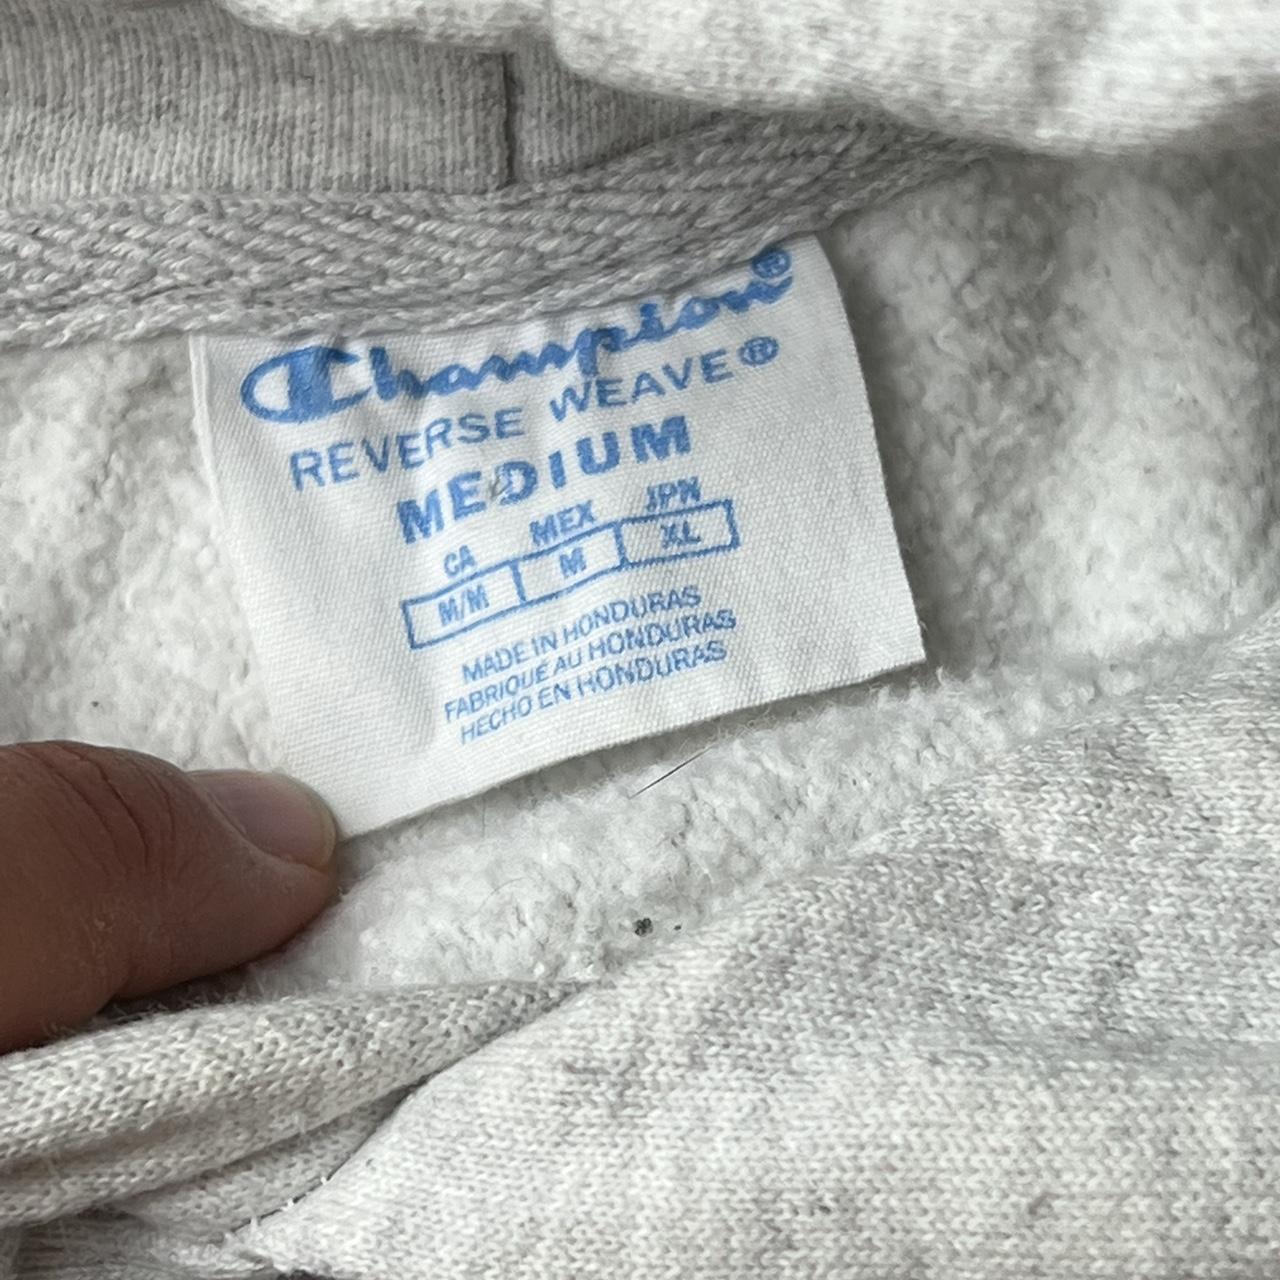 Champion®
REVERSE WEAVE®
MEDIUM
CA MEX JPN
M/M M XL
MADE IN HONDURAS
FABRIQUÉ AU HONDURAS
HECHO EN HONDURAS